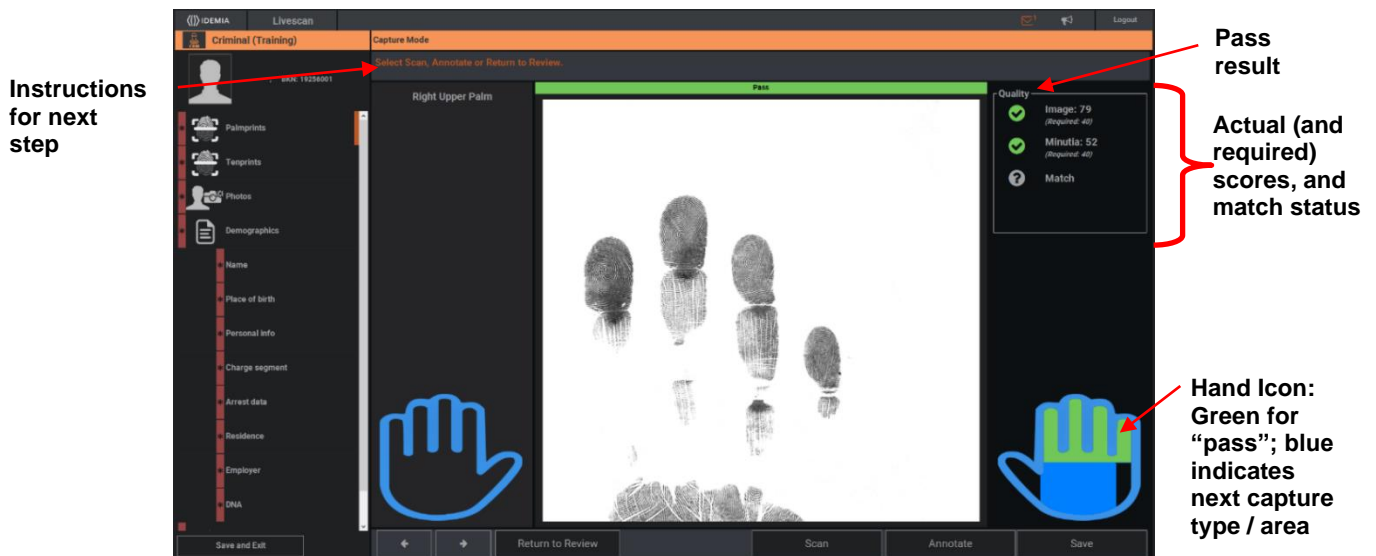 IDEMIA
Livescan
1
Logout
Criminal (Training)
Capture Mode
Select Scan, Annotate or Return to Review.
BKN: 19256001
Instructions
for next
step
Right Upper Palm
Pass
Quality
Image: 79
(Required: 40)
Minutia: 52
(Required: 40)
Match
Pass
result
Actual (and
required)
scores, and
match status
Palmprints
Tenprints
Photos
Demographics
Name
Place of birth
Personal info
Charge segment
Arrest data
Residence
Employer
DNA
Hand Icon:
Green for
“pass”; blue
indicates
next capture
type / area
Save and Exit
Return to Review
Scan
Annotate
Save